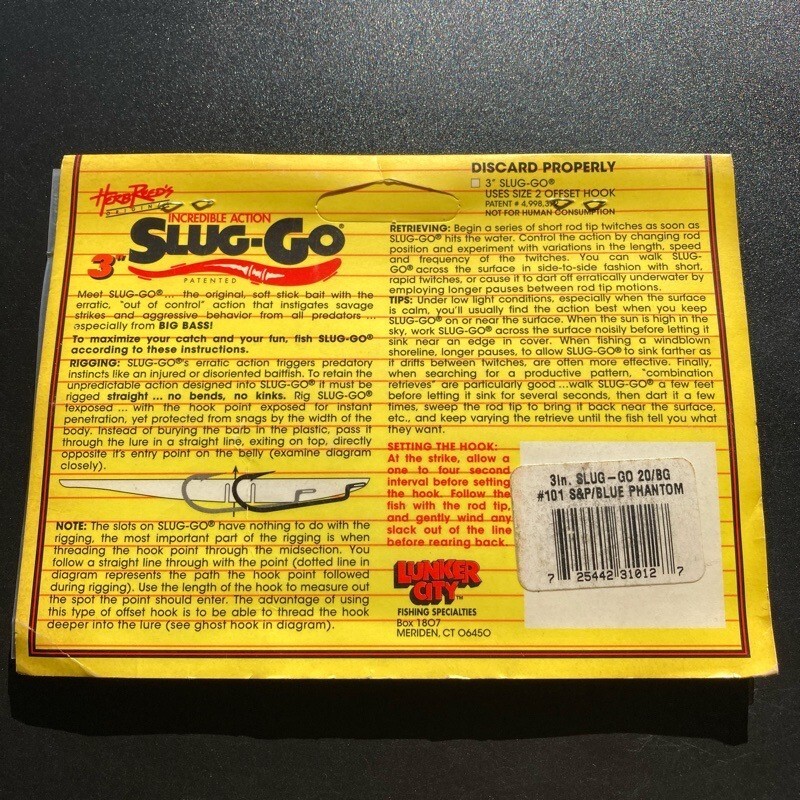 HERB REED'S
ORIGINAL
INCREDIBLE ACTION
3" SLUG-GO®
PATENTED
Meet SLUG-GO®... the original, soft stick bait with the
erratic, "out of control" action that instigates savage
strikes and aggressive behavior from all predators ...
especially from BIG BASS!
To maximize your catch and your fun, fish SLUG-GO®
according to these instructions.
RIGGING: SLUG-GO®'s erratic action triggers predatory
instincts like an injured or disoriented baitfish. To retain the
unpredictable action designed into SLUG-GO® it must be
rigged straight ... no bends, no kinks. Rig SLUG-GO®
Texposed ... with the hook point exposed for instant
penetration, yet protected from snags by the width of the
body. Instead of burying the barb in the plastic, pass it
through the lure in a straight line, exiting on top, directly
opposite it's entry point on the belly (examine diagram
closely).
NOTE: The slots on SLUG-GO® have nothing to do with the
rigging, the most important part of the rigging is when
threading the hook point through the midsection. You
follow a straight line through with the point (dotted line in
diagram represents the path the hook point followed
during rigging). Use the length of the hook to measure out
the spot the point should enter. The advantage of using
this type of offset hook is to be able to thread the hook
deeper into the lure (see ghost hook in diagram).
DISCARD PROPERLY
3" SLUG-GO®
USES SIZE 2 OFFSET HOOK
PATENT # 4,998,3
NOT FOR HUMAN CONSUMPTION
RETRIEVING: Begin a series of short rod tip twitches as soon as
SLUG-GO® hits the water. Control the action by changing rod
position and experiment with variations in the length, speed
and frequency of the twitches. You can walk SLUG-
GO® across the surface in side-to-side fashion with short,
rapid twitches, or cause it to dart off erratically underwater by
employing longer pauses between rod tip motions.
TIPS: Under low light conditions, especially when the surface
is calm, you'll usually find the action best when you keep
SLUG-GO® on or near the surface. When the sun is high in the
sky, work SLUG-GO® across the surface noisily before letting it
sink near an edge in cover. When fishing a windblown
shoreline, longer pauses, to allow SLUG-GO® to sink farther as
it drifts between twitches, are often more effective. Finally,
when searching for a productive pattern, "combination
retrieves" are particularly good ...walk SLUG-GO® a few feet
before letting it sink for several seconds, then dart it a few
times, sweep the rod tip to bring it back near the surface,
etc., and keep varying the retrieve until the fish tell you what
they want.
SETTING THE HOOK:
At the strike, allow a
one to four second
interval before setting
the hook. Follow the
fish with the rod tip,
and gently wind any
slack out of the line
before rearing back.
LUNKER
CITY™
FISHING SPECIALTIES
Box 1807
MERIDEN, CT 06450
3In. SLUG-GO 20/BG
#101 S&P/BLUE PHANTOM
7 25442 31012 7